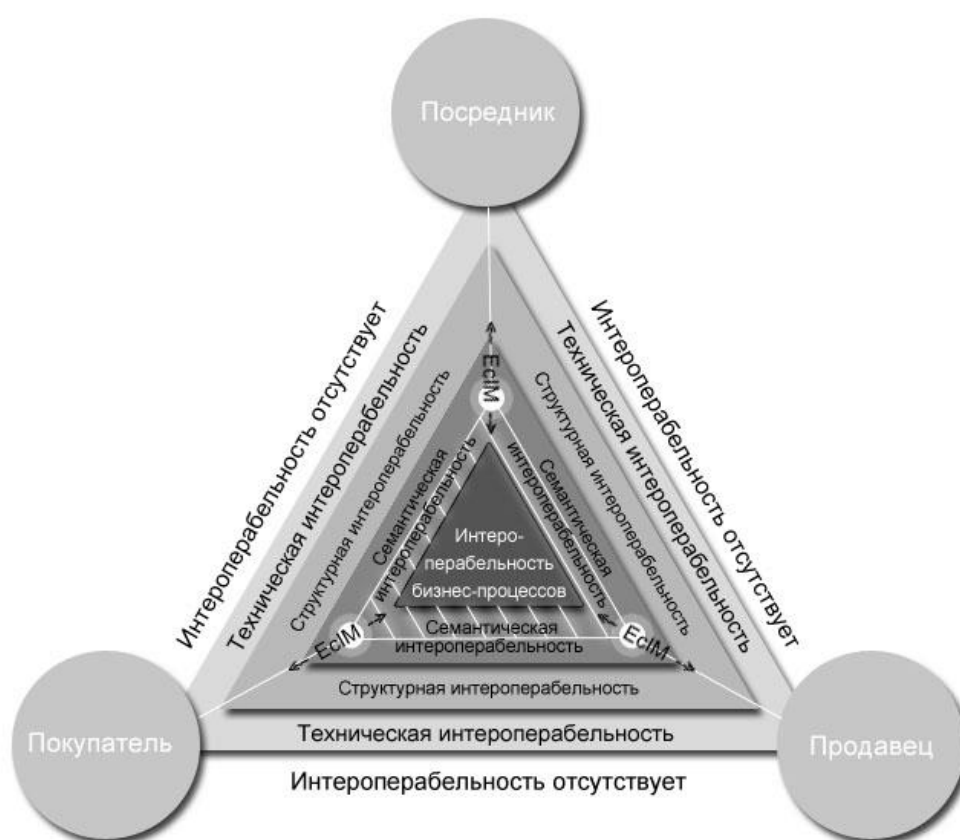 Посредник
Интероперабельность отсутствует
Техническая интероперабельность
Структурная интероперабельность
Семантическая
интероперабельность
EcIM
Интероперабельность отсутствует
Техническая интероперабельность
Структурная интероперабельность
Семантическая
интероперабельность
Интеро-
перабельность
бизнес-процессов
EcIM
EcIM
Семантическая
интероперабельность
Структурная интероперабельность
Техническая интероперабельность
Интероперабельность отсутствует
Покупатель
Продавец